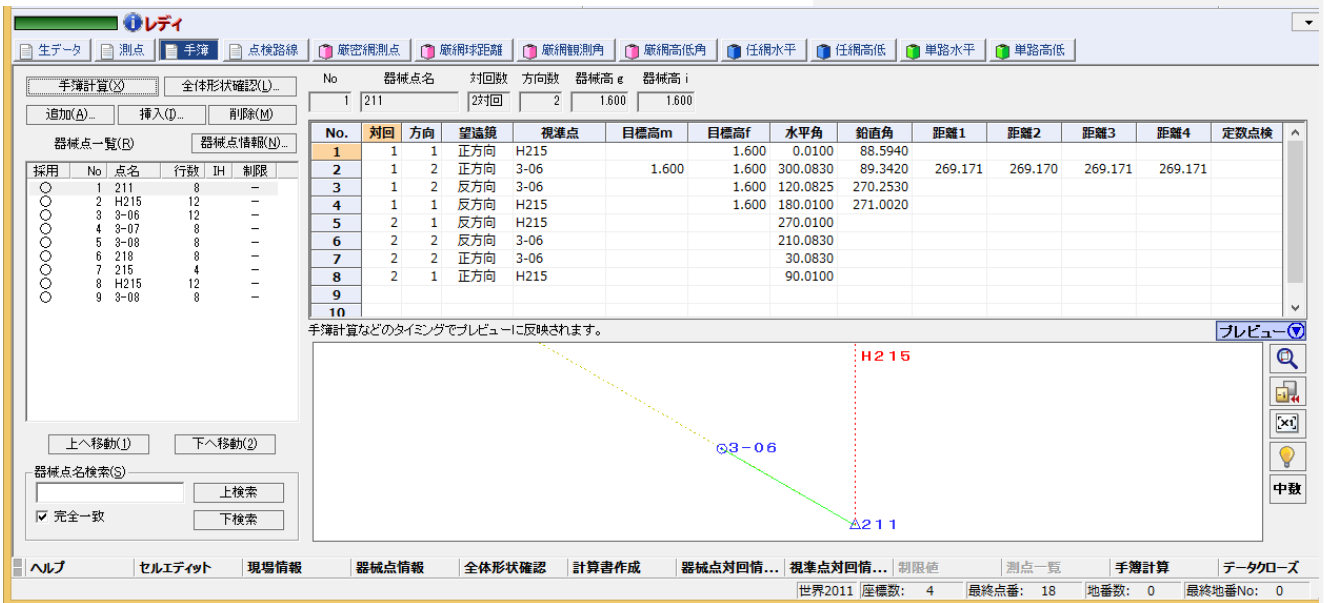 レディ
生データ 測点 手簿 点検路線 厳密網測点 厳網球距離 厳網観測角 厳網高低角 任網水平 任網高低 単路水平 単路高低
手簿計算(X) 全体形状確認(L)...
追加(A)... 挿入(I)... 削除(M)
器械点一覧(R) 器械点情報(N)...
採用 No 点名 行数 IH 制限
○ 1 211 8 −
○ 2 H215 12 −
○ 3 3-06 12 −
○ 4 3-07 8 −
○ 5 3-08 8 −
○ 6 218 8 −
○ 7 215 4 −
○ 8 H215 12 −
○ 9 3-08 8 −
上へ移動(1) 下へ移動(2)
器械点名検索(S)
上検索
完全一致 下検索
No 器械点名 対回数 方向数 器械高g 器械高i
1 211 2対回 2 1.600 1.600
No. 対回 方向 望遠鏡 視準点 目標高m 目標高f 水平角 鉛直角 距離1 距離2 距離3 距離4 定数点検
1 1 1 正方向 H215 1.600 0.0100 88.5940
2 1 2 正方向 3-06 1.600 1.600 300.0830 89.3420 269.171 269.170 269.171 269.171
3 1 2 反方向 3-06 1.600 120.0825 270.2530
4 1 1 反方向 H215 1.600 180.0100 271.0020
5 2 1 反方向 H215 270.0100
6 2 2 反方向 3-06 210.0830
7 2 2 正方向 3-06 30.0830
8 2 1 正方向 H215 90.0100
9
10
手簿計算などのタイミングでプレビューに反映されます。 プレビュー
H215
3-06
211
[X1]
中数
ヘルプ セルエディット 現場情報 器械点情報 全体形状確認 計算書作成 器械点対回情... 視準点対回情... 制限値 測点一覧 手簿計算 データクローズ
世界2011 座標数: 4 最終点番: 18 地番数: 0 最終地番No: 0